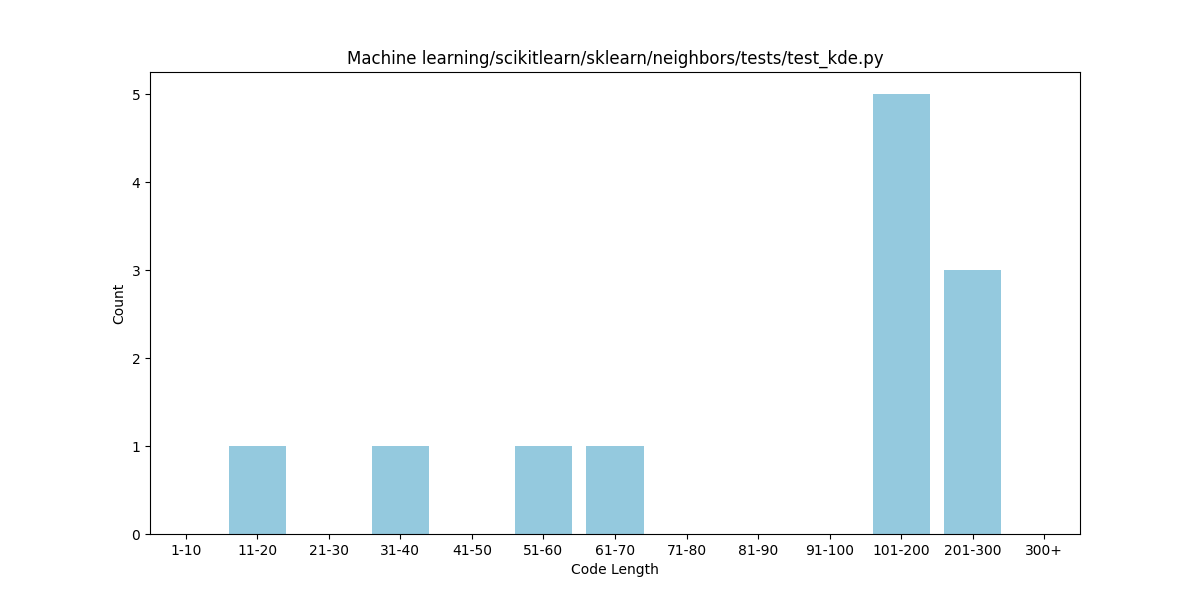 Machine learning/scikitlearn/sklearn/neighbors/tests/test_kde.py
5
4
3
2
1
0
Count
1-10 11-20 21-30 31-40 41-50 51-60 61-70 71-80 81-90 91-100 101-200 201-300 300+
Code Length